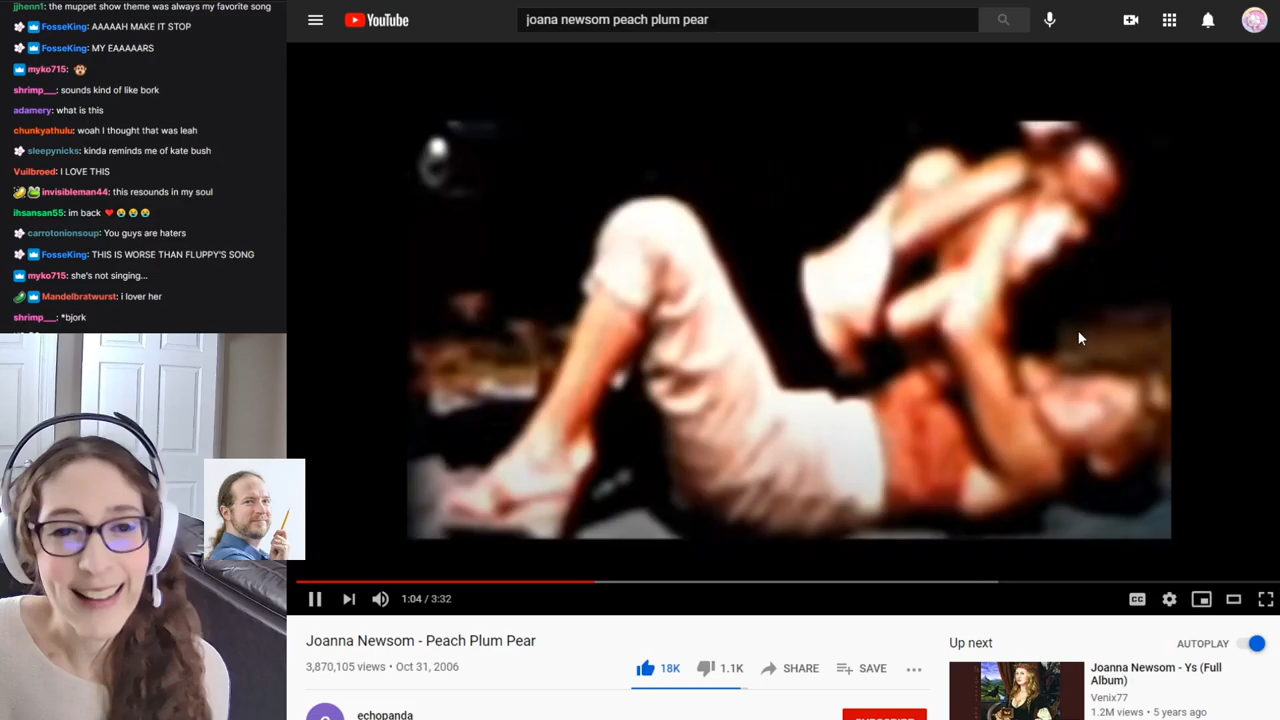 jjhenn1: the muppet show theme was always my favorite song
FosseKing: AAAAAH MAKE IT STOP
FosseKing: MY EAAAAARS
myko715:
shrimp___: sounds kind of like bork
adamery: what is this
chunkyathulu: woah I thought that was leah
sleepynicks: kinda reminds me of kate bush
Vuilbroed: I LOVE THIS
invisibleman44: this resounds in my soul
ihsansan55: im back
carrotonionsoup: You guys are haters
FosseKing: THIS IS WORSE THAN FLUPPY'S SONG
myko715: she's not singing...
Mandelbratwurst: i lover her
shrimp___: *bjork
YouTube
joana newsom peach plum pear
1:04 / 3:32
CC
Joanna Newsom - Peach Plum Pear
3,870,105 views • Oct 31, 2006
18K
1.1K
SHARE
SAVE
echopanda
Up next
AUTOPLAY
Joanna Newsom - Ys (Full
Album)
Venix77
1.2M views • 5 years ago